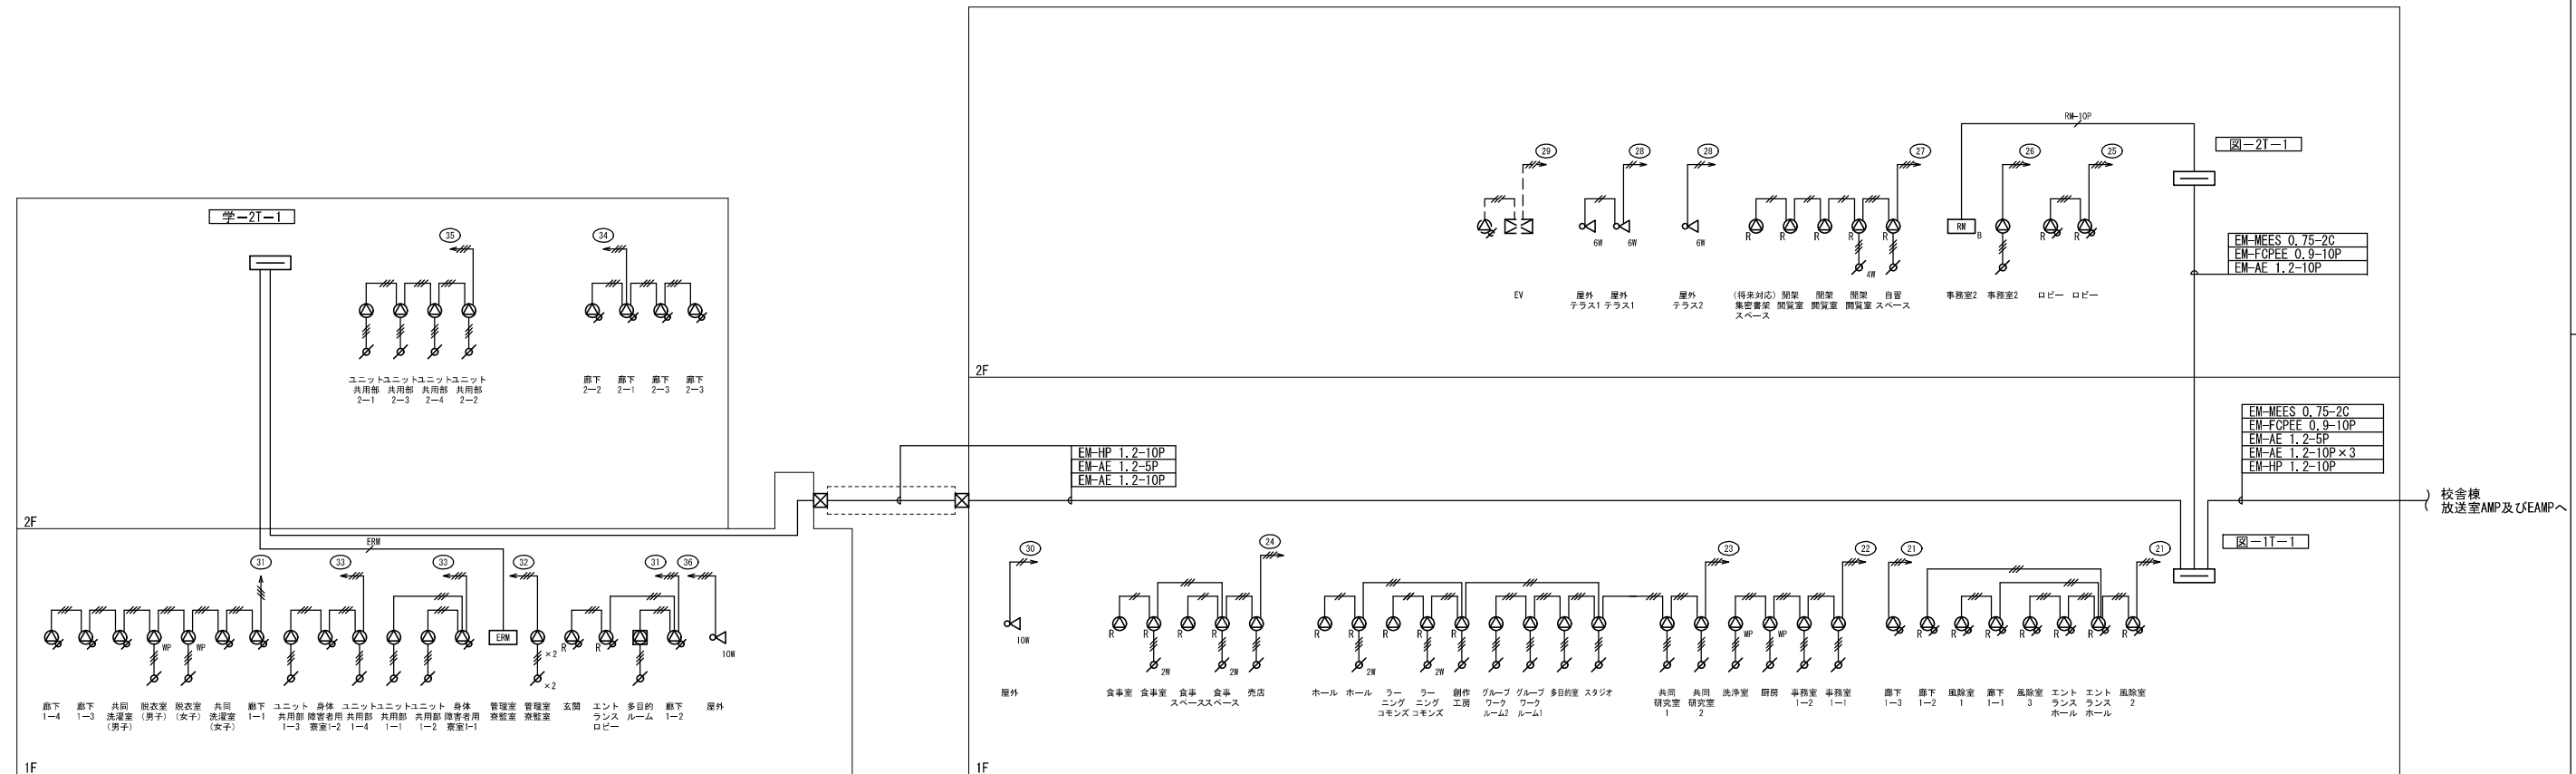 RM-10P
図-2T-1
29
28
28
27
26
25
R
R
R
R
R
RM
B
R
R
6W
6W
6W
4W
EM-MEES 0.75-2C
EM-FCPEE 0.9-10P
EM-AE 1.2-10P
EV
屋外
テラス1
屋外
テラス1
屋外
テラス2
(将来対応)
集密書架
スペース
開架
閲覧室
開架
閲覧室
開架
閲覧室
自習
スペース
事務室2
事務室2
ロビー
ロビー
2F
学-2T-1
35
34
ユニット
共用部
2-1
ユニット
共用部
2-3
ユニット
共用部
2-4
ユニット
共用部
2-2
廊下
2-2
廊下
2-1
廊下
2-3
廊下
2-3
2F
EM-HP 1.2-10P
EM-AE 1.2-5P
EM-AE 1.2-10P
EM-MEES 0.75-2C
EM-FCPEE 0.9-10P
EM-AE 1.2-5P
EM-AE 1.2-10P×3
EM-HP 1.2-10P
校舎棟
放送室AMP及びEAMPへ
図-1T-1
ERM
31
33
33
32
31
36
WP
WP
ERM
×2
×2
R
R
10W
廊下
1-4
廊下
1-3
共同
洗濯室
(男子)
脱衣室
(男子)
脱衣室
(女子)
共同
洗濯室
(女子)
廊下
1-1
ユニット
共用部
1-3
身体
障害者用
寮室1-2
ユニット
共用部
1-4
ユニット
共用部
1-1
ユニット
共用部
1-2
身体
障害者用
寮室1-1
管理室
寮監室
管理室
寮監室
玄関
エント
ランス
ロビー
多目的
ルーム
廊下
1-2
屋外
1F
30
24
23
22
21
21
10W
R
R
R
R
2W
2W
R
R
R
R
R
2W
2W
WP
WP
R
R
R
R
R
R
R
屋外
食事室
食事室
食事
スペース
食事
スペース
売店
ホール
ホール
ラー
ニング
コモンズ
ラー
ニング
コモンズ
創作
工房
グループ
ワーク
ルーム2
グループ
ワーク
ルーム1
多目的室
スタジオ
共同
研究室
1
共同
研究室
2
洗浄室
厨房
事務室
1-2
事務室
1-1
廊下
1-3
廊下
1-2
風除室
1
廊下
1-1
風除室
3
エント
ランス
ホール
エント
ランス
ホール
風除室
2
1F